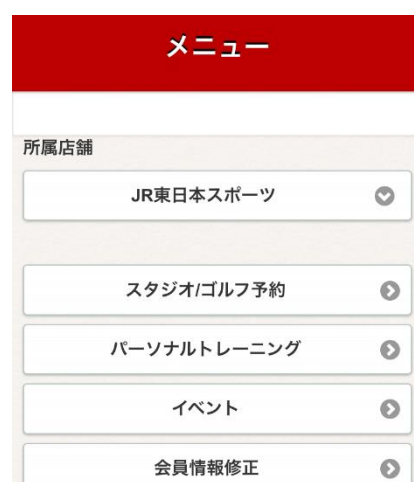 メニュー
所属店舗
JR東日本スポーツ
スタジオ/ゴルフ予約
パーソナルトレーニング
イベント
会員情報修正